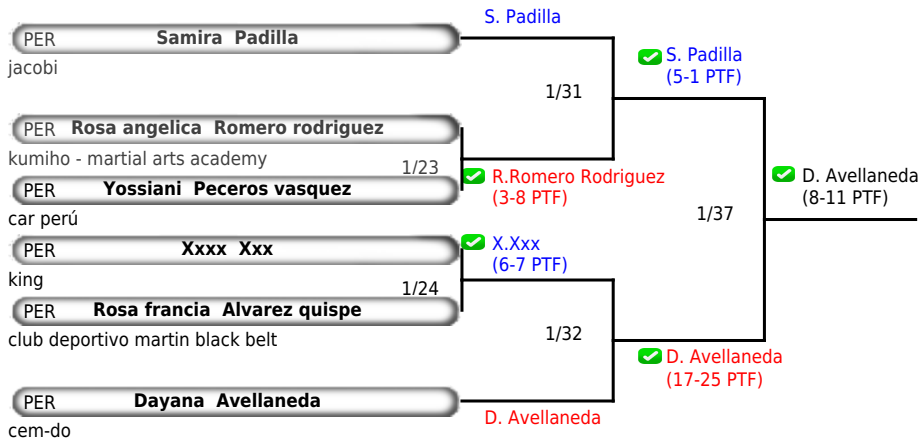 S. Padilla
PER Samira Padilla
jacobi
S. Padilla
(5-1 PTF)
1/31
PER Rosa angelica Romero rodriguez
kumiho - martial arts academy
1/23
R.Romero Rodriguez
(3-8 PTF)
PER Yossiani Peceros vasquez
car perú
D. Avellaneda
(8-11 PTF)
1/37
PER Xxxx Xxx
king
X.Xxx
(6-7 PTF)
1/24
PER Rosa francia Alvarez quispe
club deportivo martin black belt
1/32
D. Avellaneda
(17-25 PTF)
PER Dayana Avellaneda
cem-do
D. Avellaneda